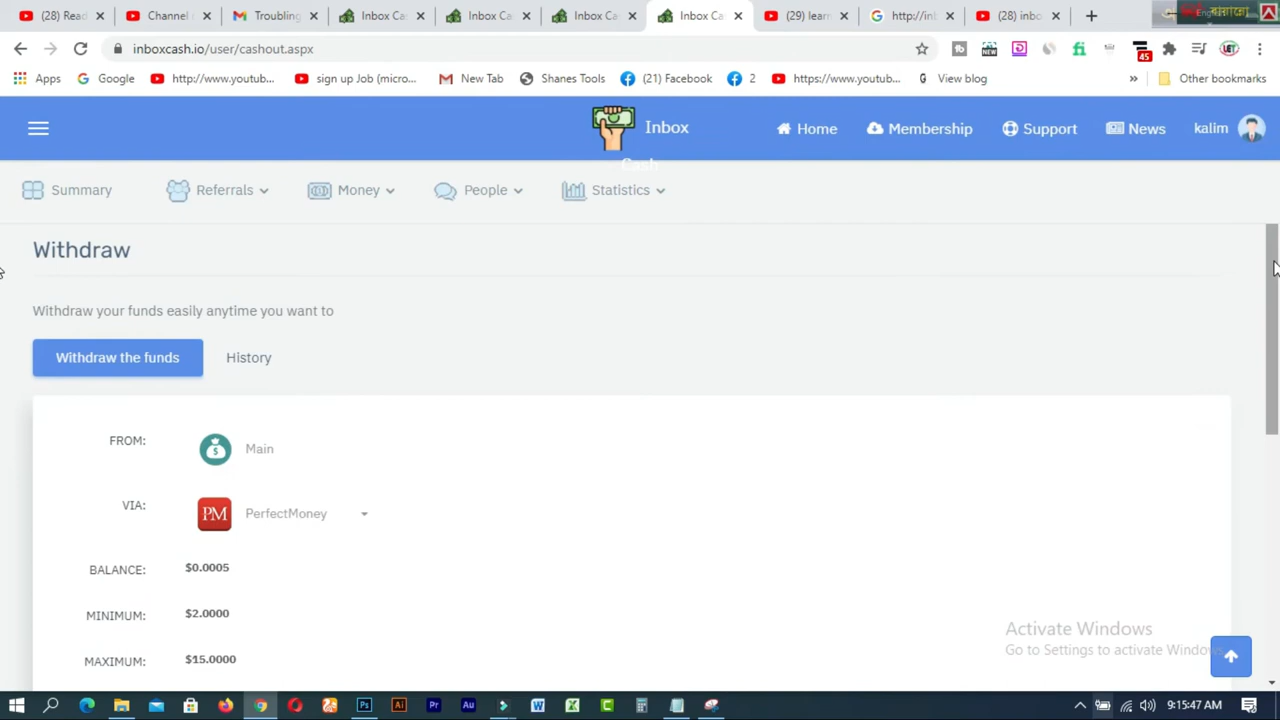 (28) Read
Channel
Troubling
Inbox Ca
Inbox C
Inbox Ca
Inbox Ca
(29) learn
http://in
(28) inbo
inboxcash.io/user/cashout.aspx
NEW
45
Apps
Google
http://www.youtub...
sign up Job (micro...
New Tab
Shanes Tools
(21) Facebook
2
https://www.youtub...
View blog
»
Other bookmarks
Inbox
Cash
Home
Membership
Support
News
kalim
Summary
Referrals
Money
People
Statistics
Withdraw
Withdraw your funds easily anytime you want to
Withdraw the funds
History
FROM:
Main
VIA:
PM
PerfectMoney
BALANCE:
$0.0005
MINIMUM:
$2.0000
MAXIMUM:
$15.0000
Activate Windows
Go to Settings to activate Windows.
9:15:47 AM